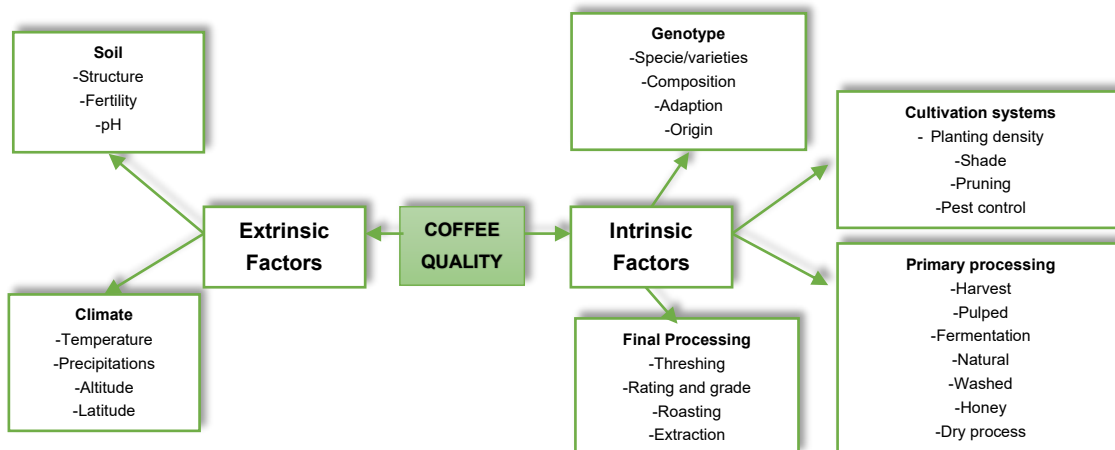 Soil
-Structure
-Fertility
-pH
Genotype
-Specie/varieties
-Composition
-Adaption
-Origin
Cultivation systems
- Planting density
-Shade
-Pruning
-Pest control
Extrinsic
Factors
COFFEE
QUALITY
Intrinsic
Factors
Climate
-Temperature
-Precipitations
-Altitude
-Latitude
Final Processing
-Threshing
-Rating and grade
-Roasting
-Extraction
Primary processing
-Harvest
-Pulped
-Fermentation
-Natural
-Washed
-Honey
-Dry process